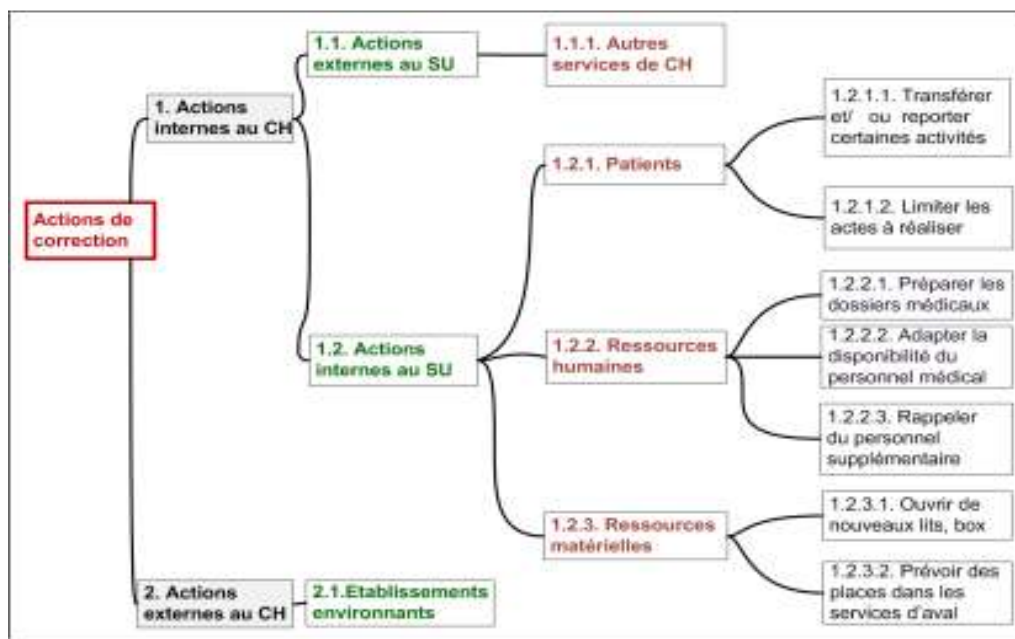 1.1. Actions
externes au SU
1.1.1. Autres
services de CH
1. Actions
internes au CH
1.2.1.1. Transférer
et/ ou reporter
certaines activités
1.2.1. Patients
1.2.1.2. Limiter les
actes à réaliser
Actions de
correction
1.2.2.1. Préparer les
dossiers médicaux
1.2. Actions
internes au SU
1.2.2. Ressources
humaines
1.2.2.2. Adapter la
disponibilité du
personnel médical
1.2.2.3. Rappeler
du personnel
supplémentaire
1.2.3. Ressources
matérielles
1.2.3.1. Ouvrir de
nouveaux lits, box
2. Actions
externes au CH
2.1.Etablissements
environnants
1.2.3.2. Prévoir des
places dans les
services d'aval